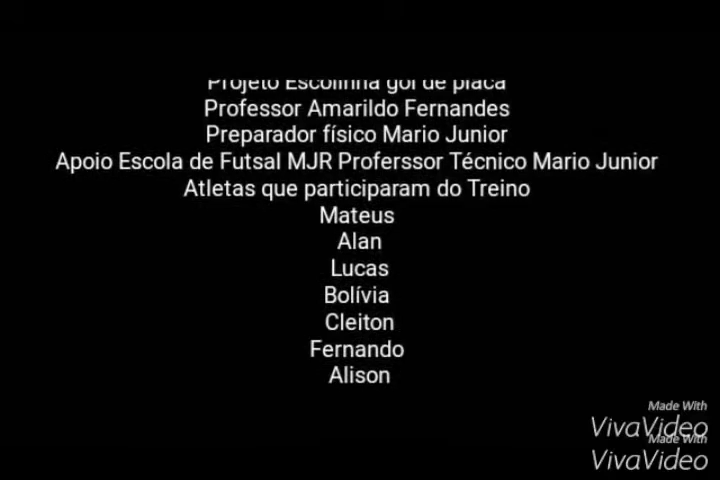 Projeto Escolinha gol de placa
Professor Amarildo Fernandes
Preparador físico Mario Junior
Apoio Escola de Futsal MJR Proferssor Técnico Mario Junior
Atletas que participaram do Treino
Mateus
Alan
Lucas
Bolívia
Cleiton
Fernando
Alison
Made With
VivaVideo
Made With
VivaVideo